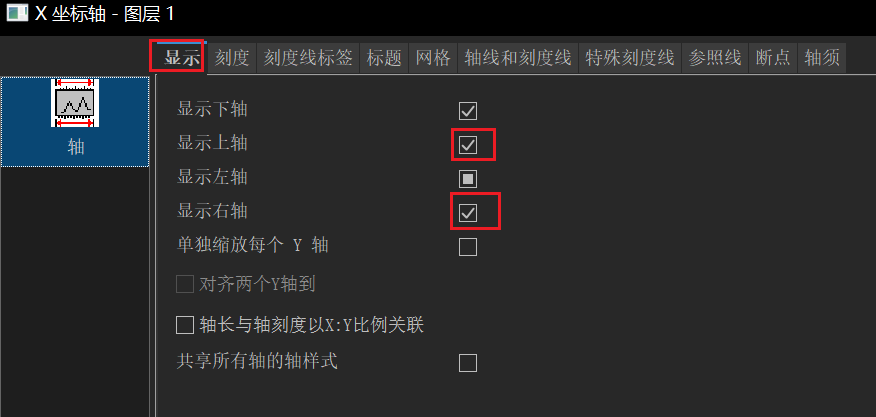 X 坐标轴 - 图层 1
显示 刻度 刻度线标签 标题 网格 轴线和刻度线 特殊刻度线 参照线 断点 轴须
轴
显示下轴
显示上轴
显示左轴
显示右轴
单独缩放每个 Y 轴
对齐两个Y轴到
轴长与轴刻度以X:Y比例关联
共享所有轴的轴样式